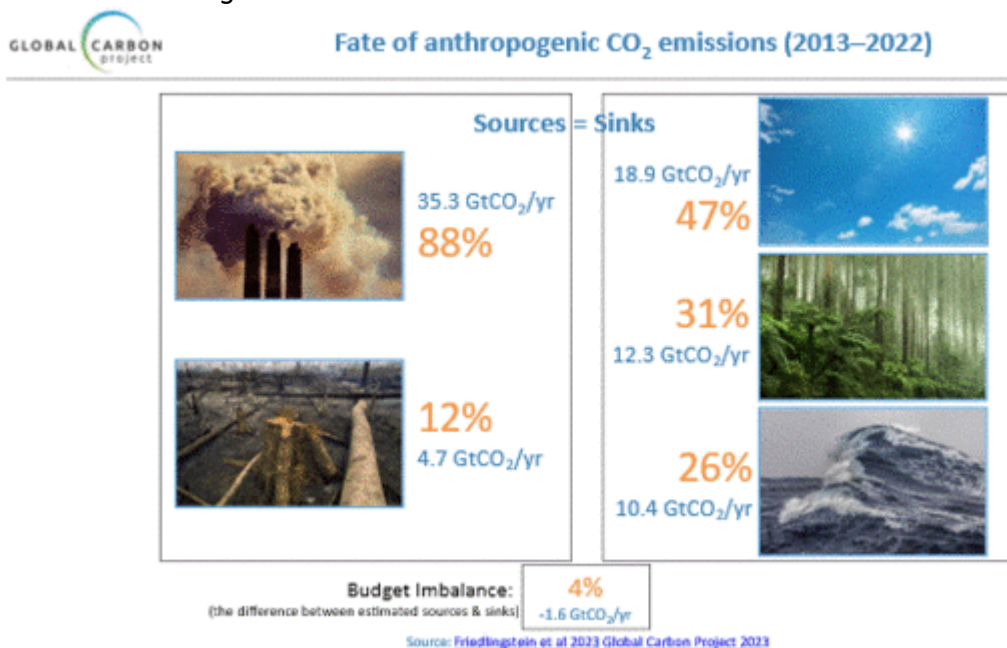 GLOBAL CARBON
project
Fate of anthropogenic CO₂ emissions (2013–2022)
Sources = Sinks
35.3 GtCO₂/yr
88%
12%
4.7 GtCO₂/yr
18.9 GtCO₂/yr
47%
31%
12.3 GtCO₂/yr
26%
10.4 GtCO₂/yr
Budget Imbalance:
(the difference between estimated sources & sinks)
4%
-1.6 GtCO₂/yr
Source: Friedlingstein et al 2023 Global Carbon Project 2023